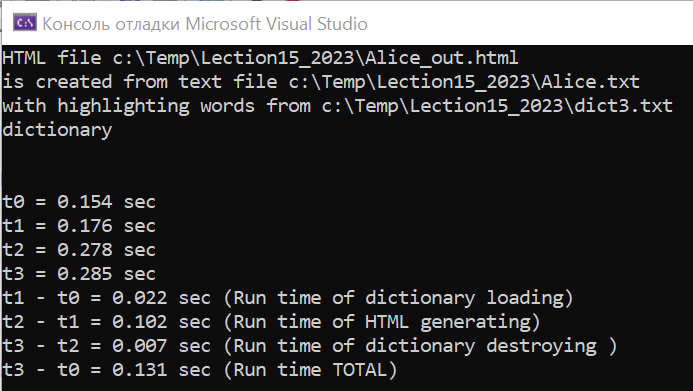 Консоль отладки Microsoft Visual Studio
HTML file c:\Temp\Lection15_2023\Alice_out.html
is created from text file c:\Temp\Lection15_2023\Alice.txt
with highlighting words from c:\Temp\Lection15_2023\dict3.txt
dictionary
t0 = 0.154 sec
t1 = 0.176 sec
t2 = 0.278 sec
t3 = 0.285 sec
t1 - t0 = 0.022 sec (Run time of dictionary loading)
t2 - t1 = 0.102 sec (Run time of HTML generating)
t3 - t2 = 0.007 sec (Run time of dictionary destroying )
t3 - t0 = 0.131 sec (Run time TOTAL)